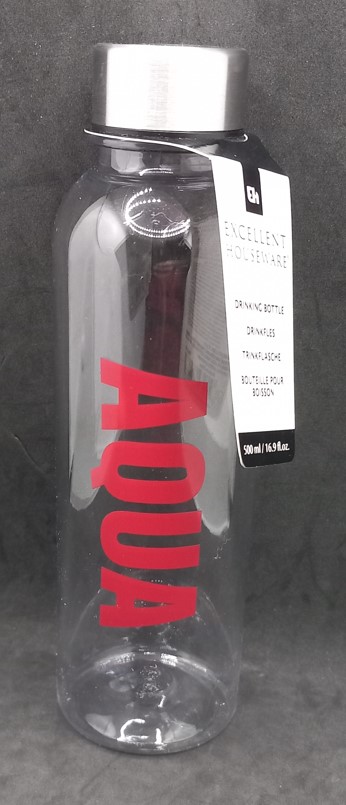 EH
EXCELLENT
HOUSEWARE
DRINKING BOTTLE
DRINKFLES
TRINKFLASCHE
BOUTEILLE POUR
BOISSON
500 ml / 16.9 fl.oz.
AQUA